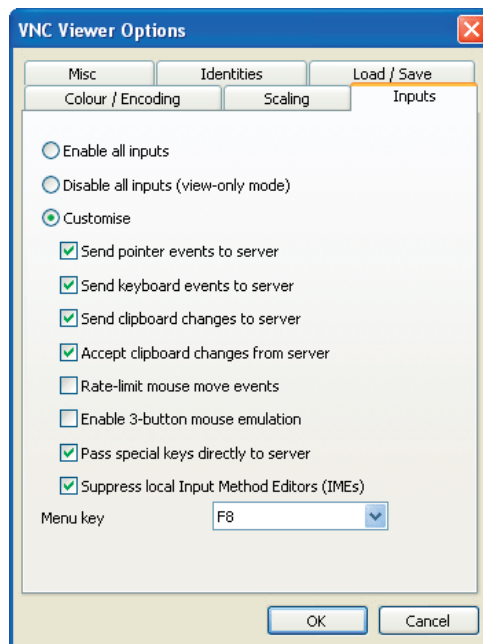 VNC Viewer Options
Misc Identities Load / Save
Colour / Encoding Scaling Inputs
Enable all inputs
Disable all inputs (view-only mode)
Customise
Send pointer events to server
Send keyboard events to server
Send clipboard changes to server
Accept clipboard changes from server
Rate-limit mouse move events
Enable 3-button mouse emulation
Pass special keys directly to server
Suppress local Input Method Editors (IMEs)
Menu key F8
OK Cancel